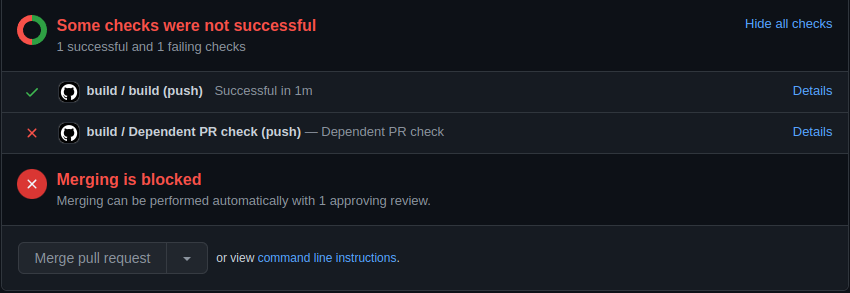 Some checks were not successful
Hide all checks
1 successful and 1 failing checks
build / build (push) Successful in 1m
Details
build / Dependent PR check (push) — Dependent PR check
Details
Merging is blocked
Merging can be performed automatically with 1 approving review.
Merge pull request
or view command line instructions.